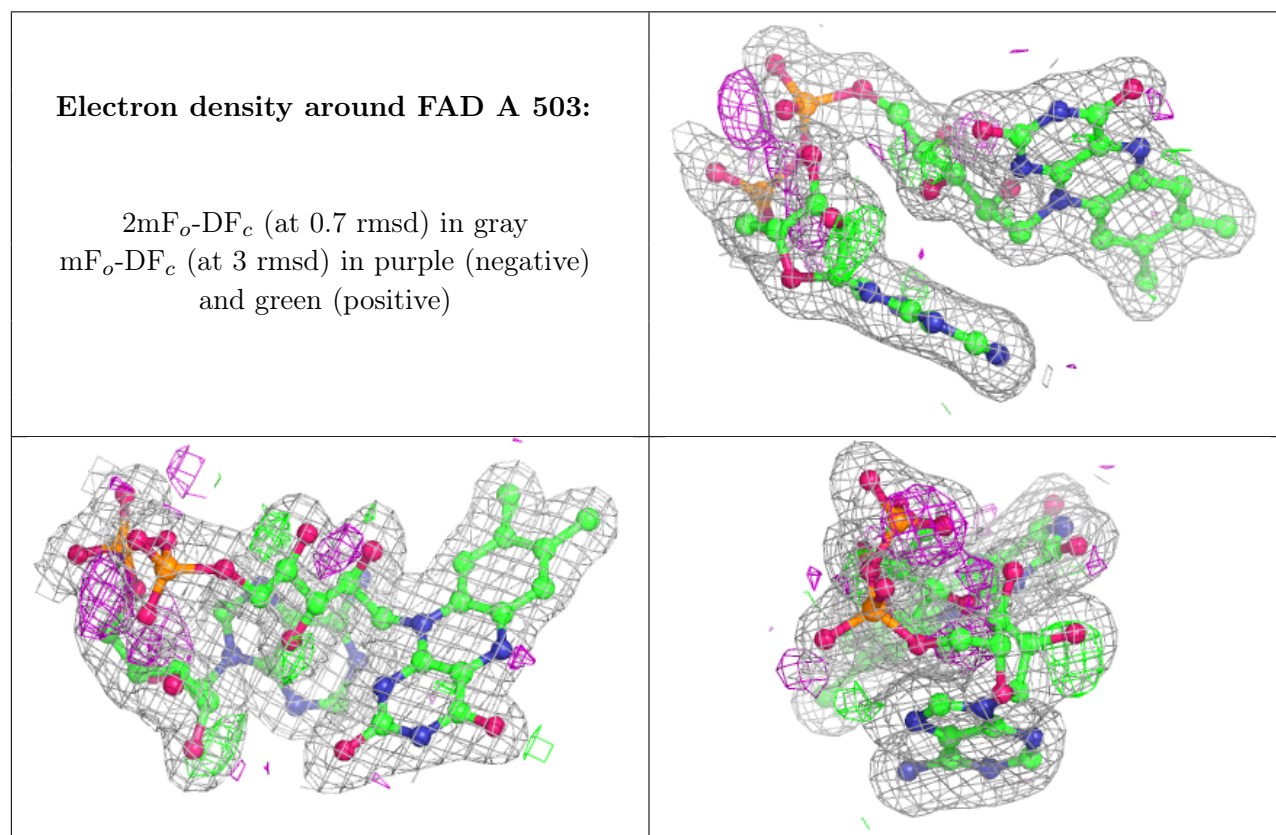 Electron density around FAD A 503:
2mFo-DFc (at 0.7 rmsd) in gray
mFo-DFc (at 3 rmsd) in purple (negative)
and green (positive)